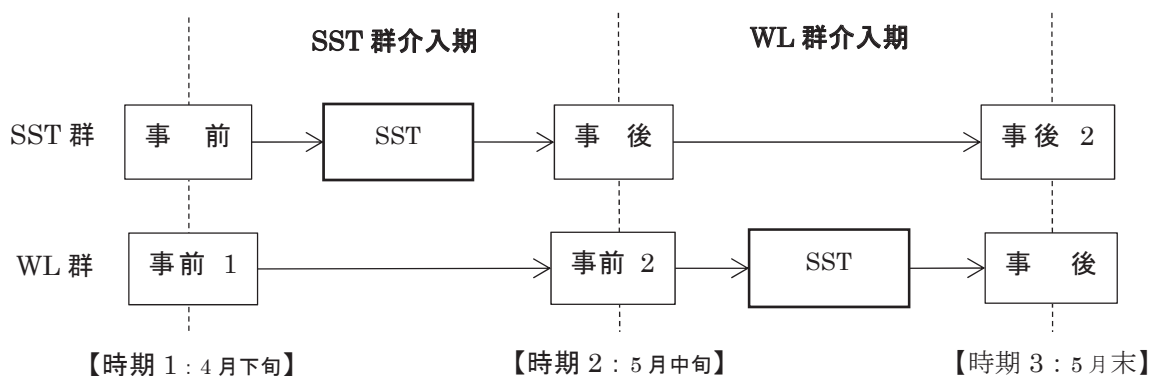 SST 群介入期 WL 群介入期
SST 群 事 前 SST 事 後 事後 2
WL 群 事前 1 事前 2 SST 事 後
【時期 1:4 月下旬】 【時期 2:5 月中旬】 【時期 3:5 月末】